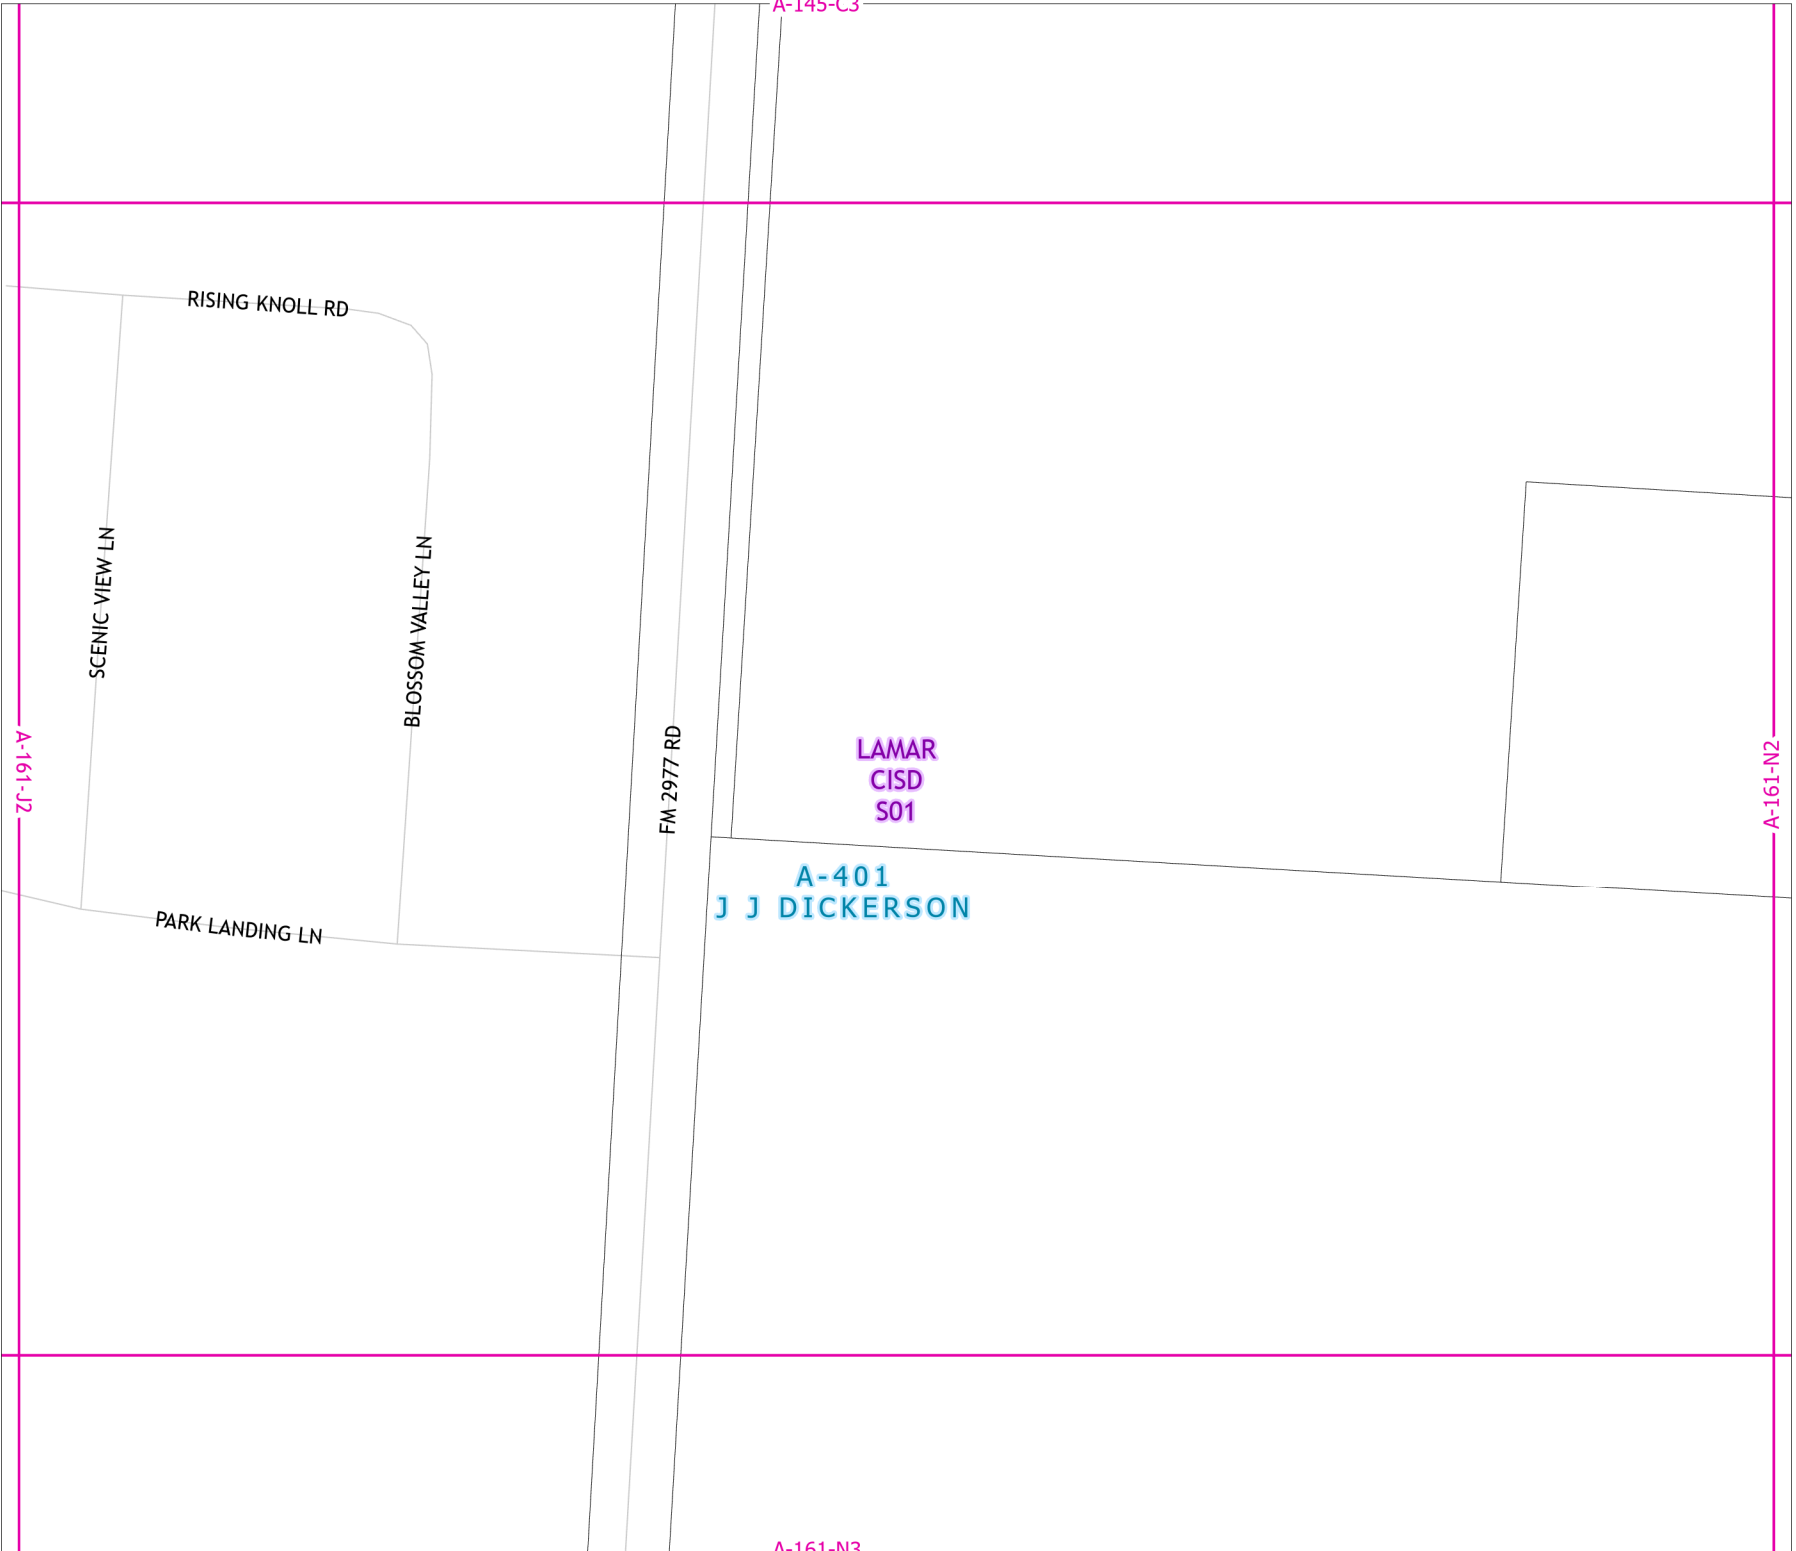 A-145-C3
RISING KNOLL RD
SCENIC VIEW LN
BLOSSOM VALLEY LN
FM 2977 RD
A-161-J2
LAMAR
CISD
S01
A-161-N2
A-401
J J DICKERSON
PARK LANDING LN
A-161-N3